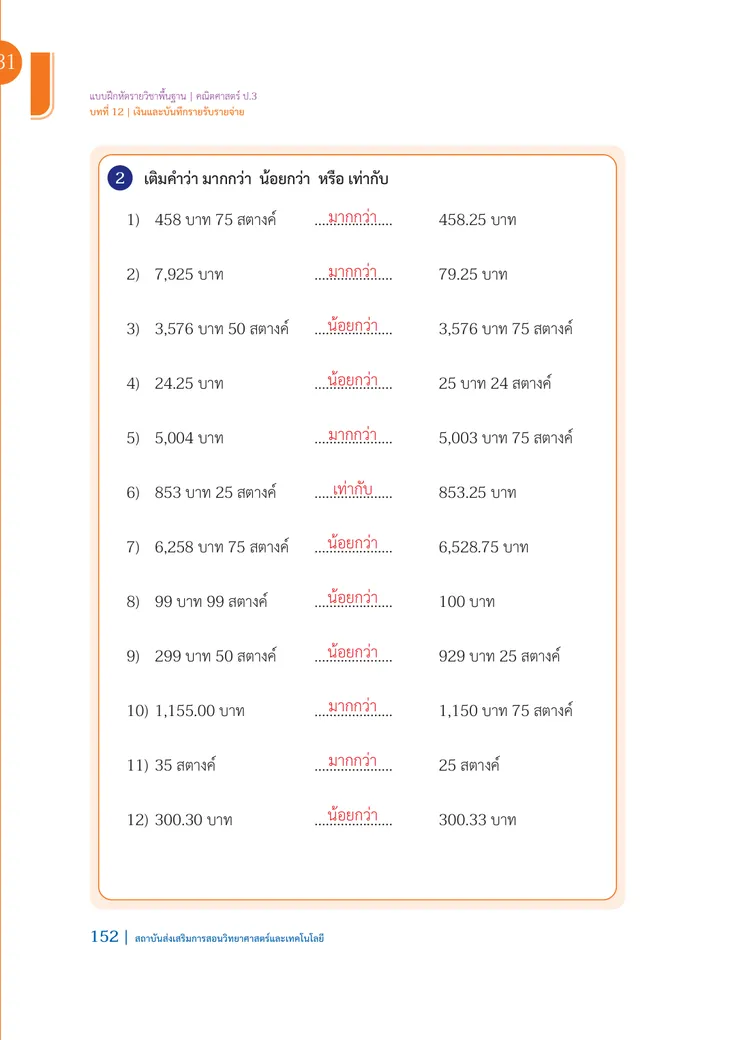 31
แบบฝึกหัดรายวิชาพื้นฐาน | คณิตศาสตร์ ป.3
บทที่ 12 | เงินและบันทึกรายรับรายจ่าย
2 เติมคำว่า มากกว่า น้อยกว่า หรือ เท่ากับ
1) 458 บาท 75 สตางค์ มากกว่า 458.25 บาท
2) 7,925 บาท มากกว่า 79.25 บาท
3) 3,576 บาท 50 สตางค์ น้อยกว่า 3,576 บาท 75 สตางค์
4) 24.25 บาท น้อยกว่า 25 บาท 24 สตางค์
5) 5,004 บาท มากกว่า 5,003 บาท 75 สตางค์
6) 853 บาท 25 สตางค์ เท่ากับ 853.25 บาท
7) 6,258 บาท 75 สตางค์ น้อยกว่า 6,528.75 บาท
8) 99 บาท 99 สตางค์ น้อยกว่า 100 บาท
9) 299 บาท 50 สตางค์ น้อยกว่า 929 บาท 25 สตางค์
10) 1,155.00 บาท มากกว่า 1,150 บาท 75 สตางค์
11) 35 สตางค์ มากกว่า 25 สตางค์
12) 300.30 บาท น้อยกว่า 300.33 บาท
152 | สถาบันส่งเสริมการสอนวิทยาศาสตร์และเทคโนโลยี